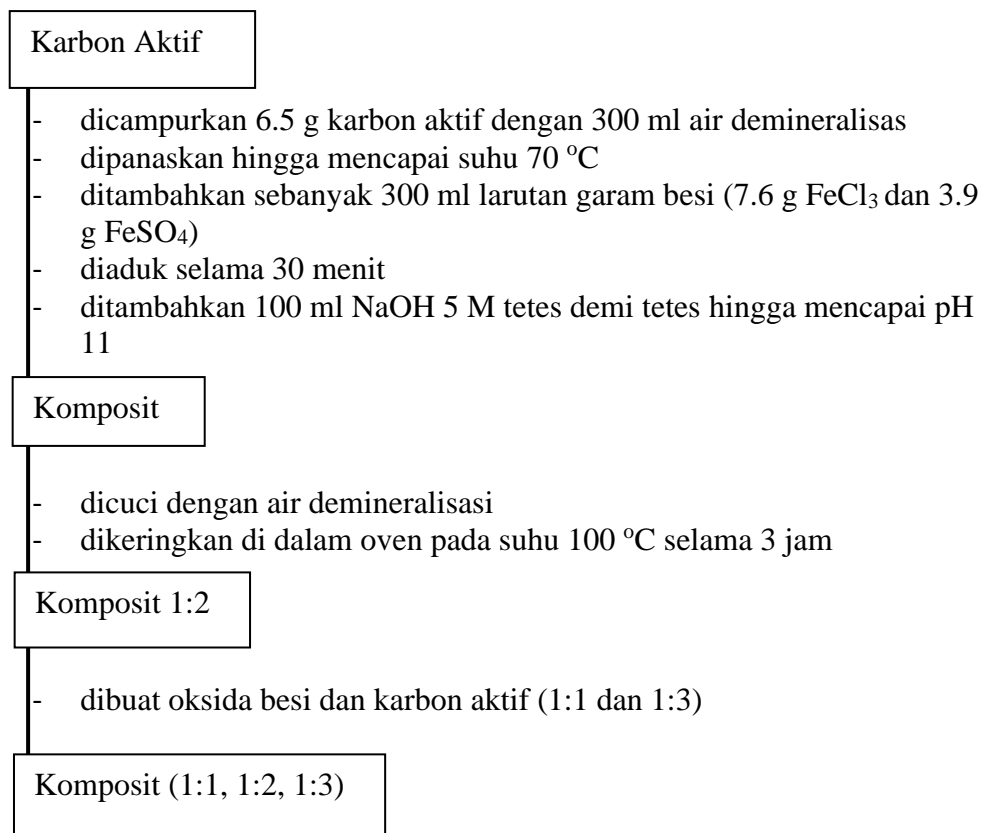 Karbon Aktif
- dicampurkan 6.5 g karbon aktif dengan 300 ml air demineralisas
- dipanaskan hingga mencapai suhu 70 °C
- ditambahkan sebanyak 300 ml larutan garam besi (7.6 g FeCl₃ dan 3.9
g FeSO₄)
- diaduk selama 30 menit
- ditambahkan 100 ml NaOH 5 M tetes demi tetes hingga mencapai pH
11
Komposit
- dicuci dengan air demineralisasi
- dikeringkan di dalam oven pada suhu 100 °C selama 3 jam
Komposit 1:2
- dibuat oksida besi dan karbon aktif (1:1 dan 1:3)
Komposit (1:1, 1:2, 1:3)